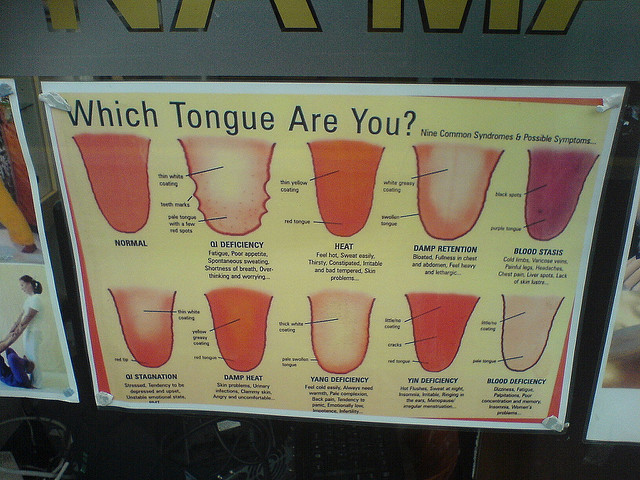 Which Tongue Are You?
Nine Common Syndromes & Possible Symptoms...
thin white
coating
teeth marks
pale tongue
with a few
red spots
thin yellow
coating
red tongue
white greasy
coating
swollen
tongue
black spots
purple tongue
NORMAL
QI DEFICIENCY
Fatigue, Poor appetite,
Spontaneous sweating,
Shortness of breath, Over-
thinking and worrying...
HEAT
Feel hot, Sweat easily,
Thirsty, Constipated, Irritable
and bad tempered, Skin
problems...
DAMP RETENTION
Bloated, Fullness in chest
and abdomen, Feel heavy
and lethargic...
BLOOD STASIS
Cold limbs, Varicose veins,
Painful legs, Headaches,
Chest pain, Liver spots, Lack
of skin lustre...
thin white
coating
red tip
yellow
greasy
coating
red tongue
thick white
coating
pale swollen
tongue
little/no
coating
cracks
red tongue
little/no
coating
pale tongue
QI STAGNATION
Stressed, Tendency to be
depressed and upset,
Unstable emotional state,
DAMP HEAT
Skin problems, Urinary
infections, Clammy skin,
Angry and uncomfortable...
YANG DEFICIENCY
Feel cold easily, Always need
warmth, Pale complexion,
Back pain, Tendency to
panic, Emotionally low,
Impotence, Infertility...
YIN DEFICIENCY
Hot Flushes, Sweat at night,
Insomnia, Irritable, Ringing in
the ears, Menopause/
irregular menstruation...
BLOOD DEFICIENCY
Dizziness, Fatigue,
Palpitations, Poor
concentration and memory,
Insomnia, Women's
problems...